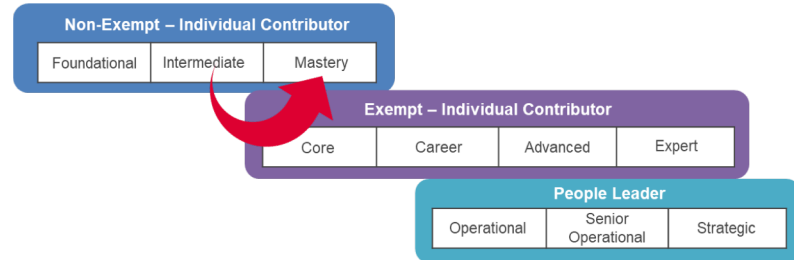 Non-Exempt – Individual Contributor
Foundational Intermediate Mastery
Exempt – Individual Contributor
Core Career Advanced Expert
People Leader
Operational Senior Operational Strategic